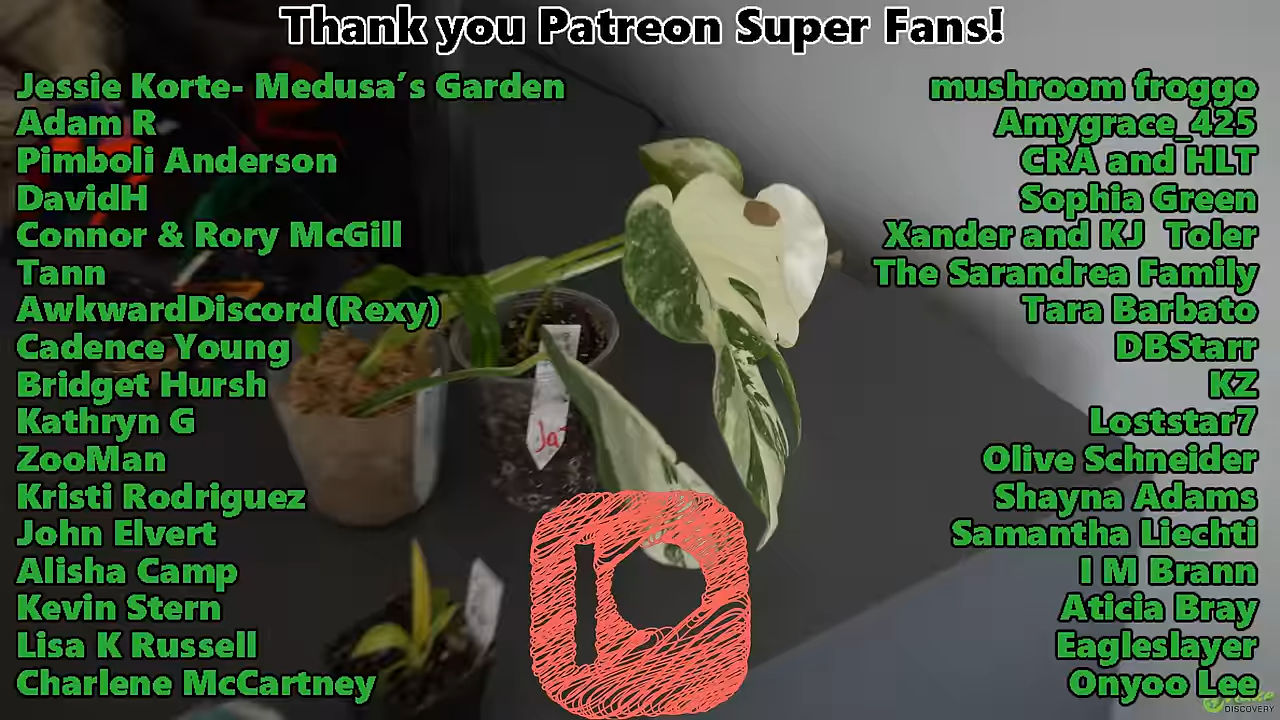 Thank you Patreon Super Fans!
Jessie Korte- Medusa’s Garden
Adam R
Pimboli Anderson
DavidH
Connor & Rory McGill
Tann
AwkwardDiscord(Rexy)
Cadence Young
Bridget Hursh
Kathryn G
ZooMan
Kristi Rodriguez
John Elvert
Alisha Camp
Kevin Stern
Lisa K Russell
Charlene McCartney
mushroom froggo
Amygrace_425
CRA and HLT
Sophia Green
Xander and KJ  Toler
The Sarandrea Family
Tara Barbato
DBStarr
KZ
Loststar7
Olive Schneider
Shayna Adams
Samantha Liechti
I M Brann
Aticia Bray
Eagleslayer
Onyoo Lee
Ja
DISCOVERY